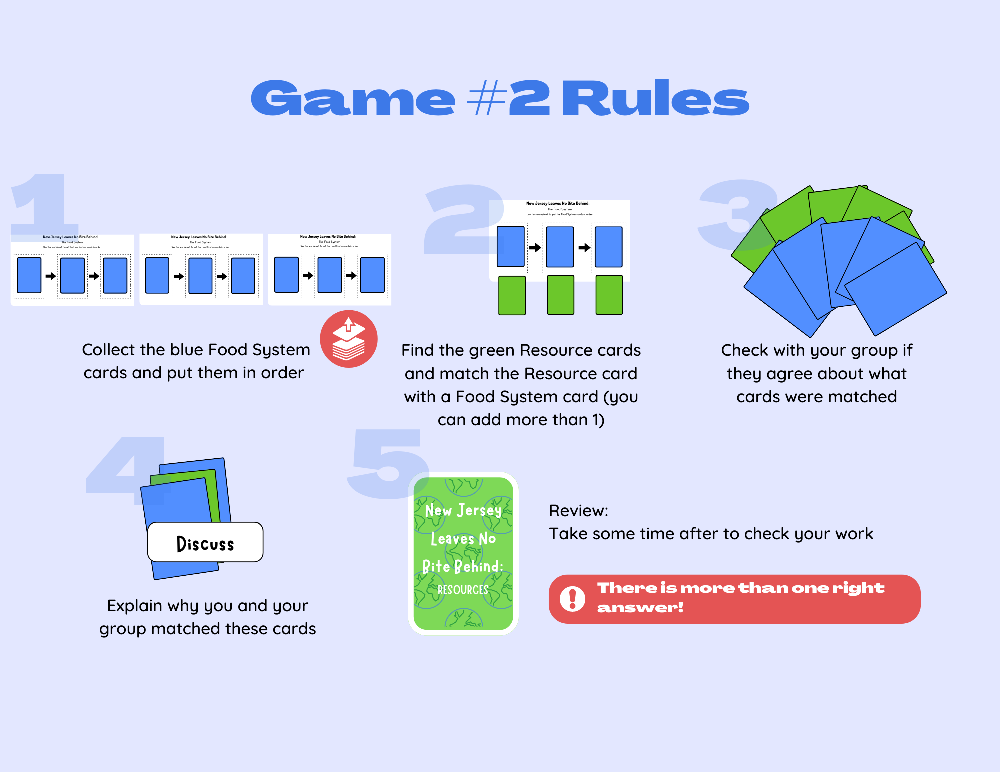 Game #2 Rules
1
New Jersey Leaves No Bite Behind:
The Food System
Use this worksheet to put the Food System cards in order
New Jersey Leaves No Bite Behind:
The Food System
Use this worksheet to put the Food System cards in order
New Jersey Leaves No Bite Behind:
The Food System
Use this worksheet to put the Food System cards in order
Collect the blue Food System
cards and put them in order
2
New Jersey Leaves No Bite Behind:
The Food System
Use this worksheet to put the Food System cards in order
Find the green Resource cards
and match the Resource card
with a Food System card (you
can add more than 1)
3
Check with your group if
they agree about what
cards were matched
4
Discuss
Explain why you and your
group matched these cards
5
New Jersey
Leaves No
Bite Behind:
RESOURCES
Review:
Take some time after to check your work
There is more than one right
answer!